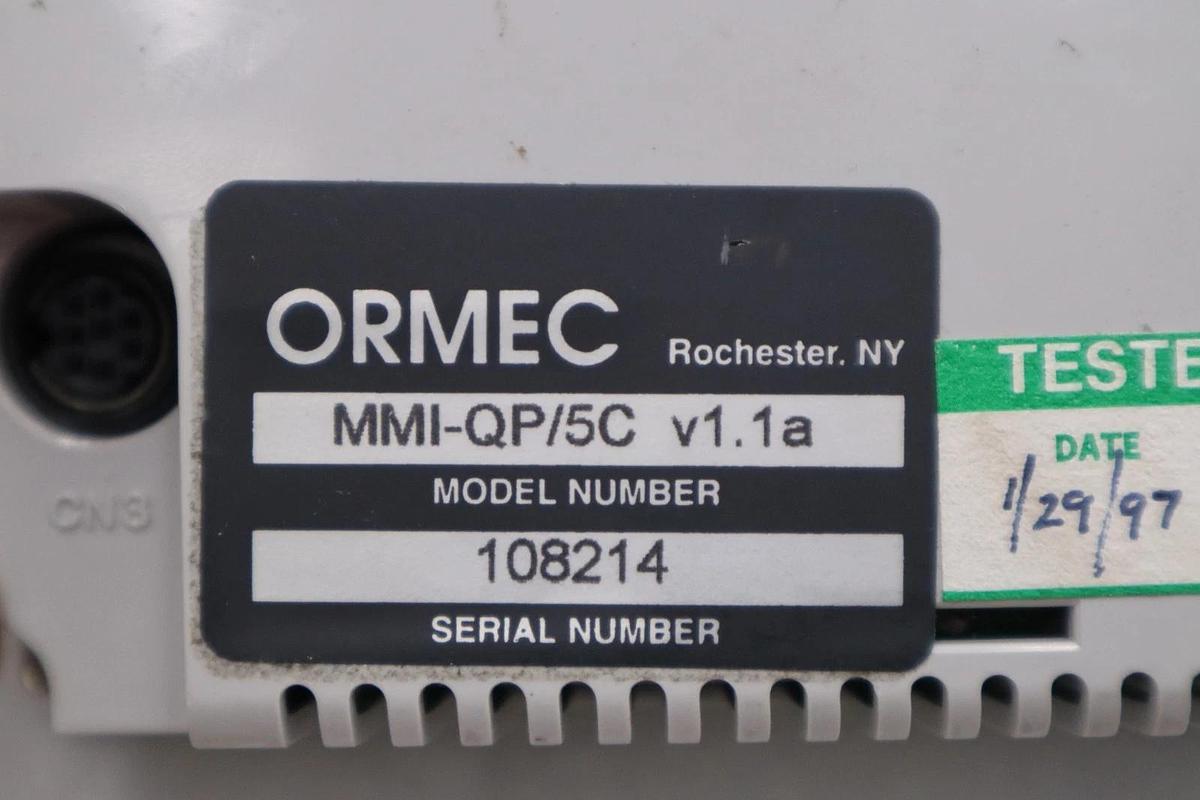 ORMEC
Rochester. NY
MMI-QP/5C v1.1a
MODEL NUMBER
108214
SERIAL NUMBER
TESTE
DATE
1/29/97
CN3